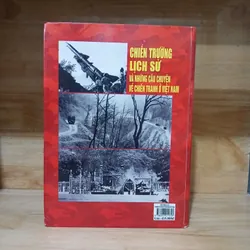 CHIẾN TRƯỜNG
LỊCH SỬ
VÀ NHỮNG CÂU CHUYỆN
VỀ CHIẾN TRANH Ở VIỆT NAM